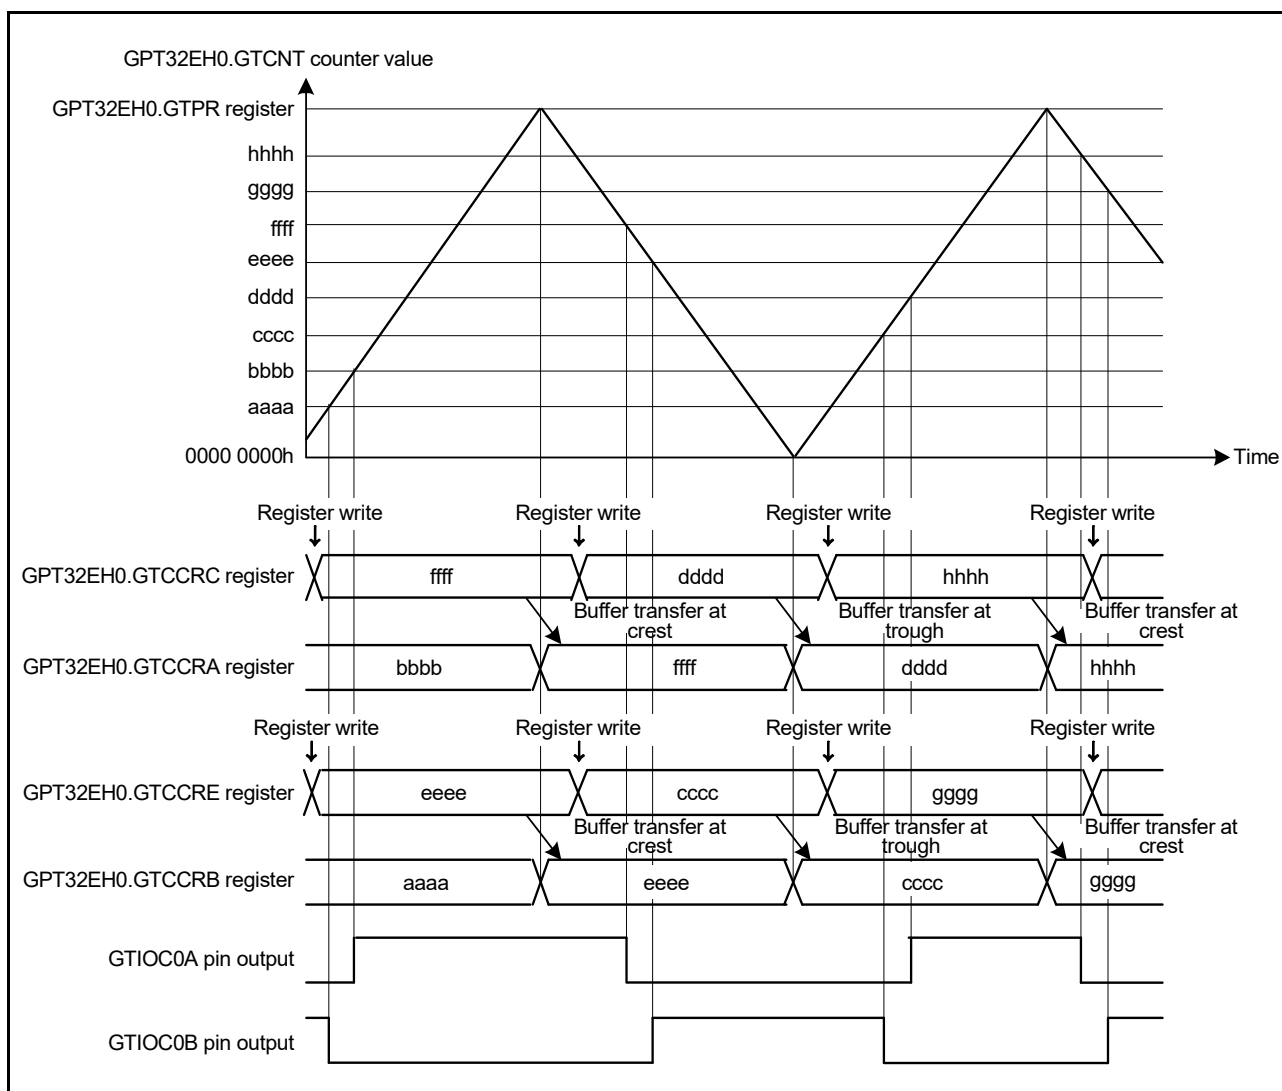 GPT32EH0.GTCNT counter value
GPT32EH0.GTPR register
hhhh
gggg
ffff
eeee
dddd
cccc
bbbb
aaaa
0000 0000h
Time
Register write Register write Register write Register write
GPT32EH0.GTCCRC register ffff dddd hhhh
Buffer transfer at Buffer transfer at Buffer transfer at
crest trough crest
GPT32EH0.GTCCRA register bbbb ffff dddd hhhh
Register write Register write Register write Register write
GPT32EH0.GTCCRE register eeee cccc gggg
Buffer transfer at Buffer transfer at Buffer transfer at
crest trough crest
GPT32EH0.GTCCRB register aaaa eeee cccc gggg
GTIOC0A pin output
GTIOC0B pin output